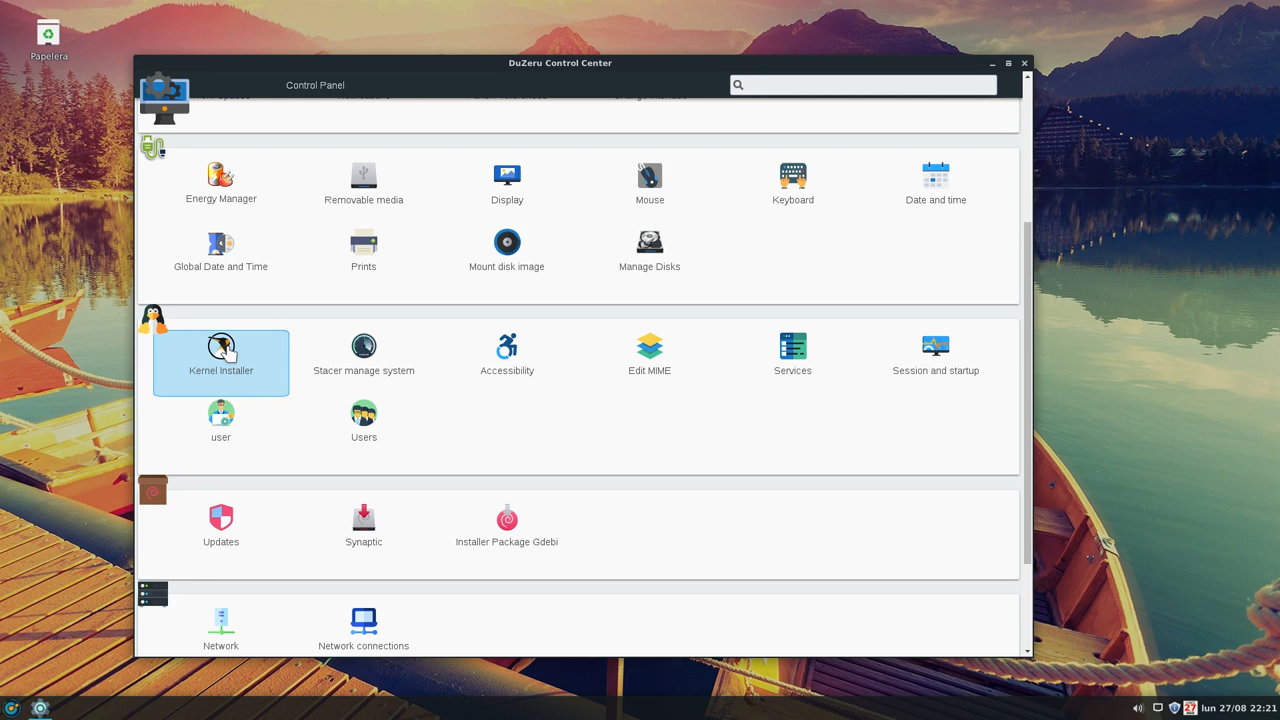 Papelera
DuZeru Control Center
Control Panel
Energy Manager
Removable media
Display
Mouse
Keyboard
Date and time
Global Date and Time
Prints
Mount disk image
Manage Disks
Kernel Installer
Stacer manage system
Accessibility
Edit MIME
Services
Session and startup
user
Users
Updates
Synaptic
Installer Package Gdebi
Network
Network connections
27
lun 27/08 22:21